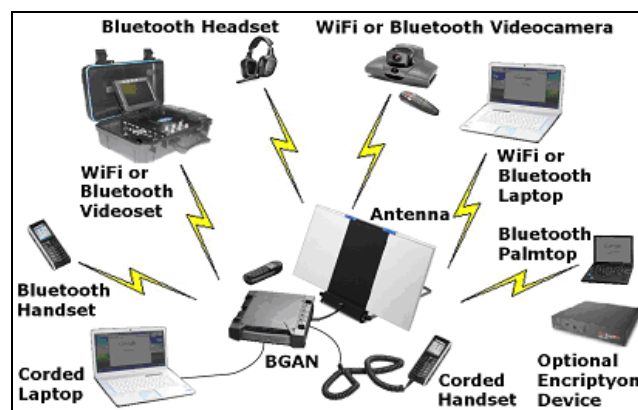 Bluetooth Headset
WiFi or Bluetooth Videocamera
WiFi or
Bluetooth
Videoset
Antenna
WiFi or
Bluetooth
Laptop
Bluetooth
Palmtop
Bluetooth
Handset
BGAN
Corded
Laptop
Corded
Handset
Optional
Encriptyon
Device